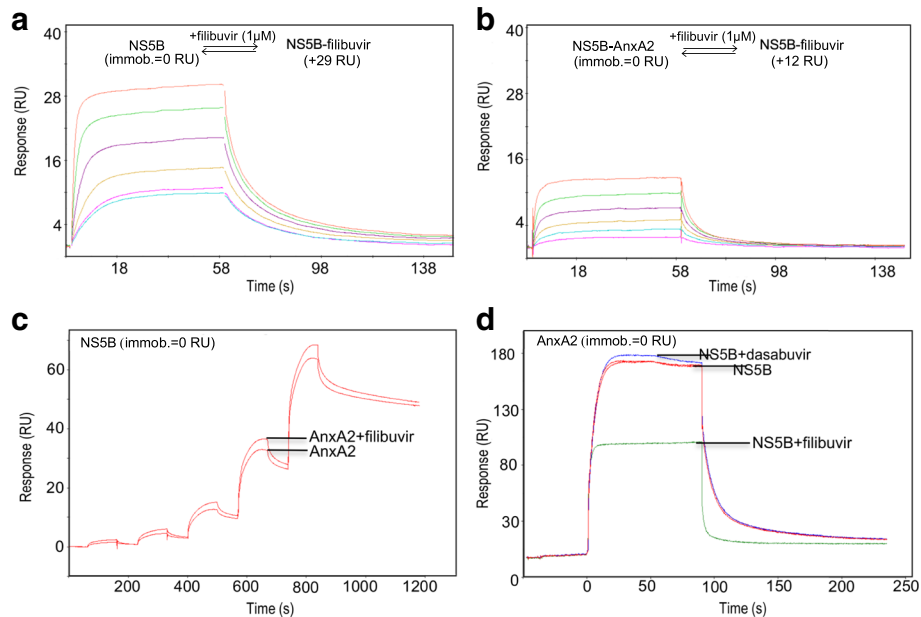 a
40
28
16
4
Response (RU)
+filibuvir (1μM)
NS5B
(immob.=0 RU)
NS5B-filibuvir
(+29 RU)
18
58
98
138
Time (s)
b
40
28
16
4
Response (RU)
+filibuvir (1μM)
NS5B-AnxA2
(immob.=0 RU)
NS5B-filibuvir
(+12 RU)
18
58
98
138
Time (s)
c
NS5B (immob.=0 RU)
60
40
20
0
Response (RU)
AnxA2+filibuvir
AnxA2
200
400
600
800
1000
1200
Time (s)
d
AnxA2 (immob.=0 RU)
180
130
80
30
0
Response (RU)
NS5B+dasabuvir
NS5B
NS5B+filibuvir
0
50
100
150
200
250
Time (s)